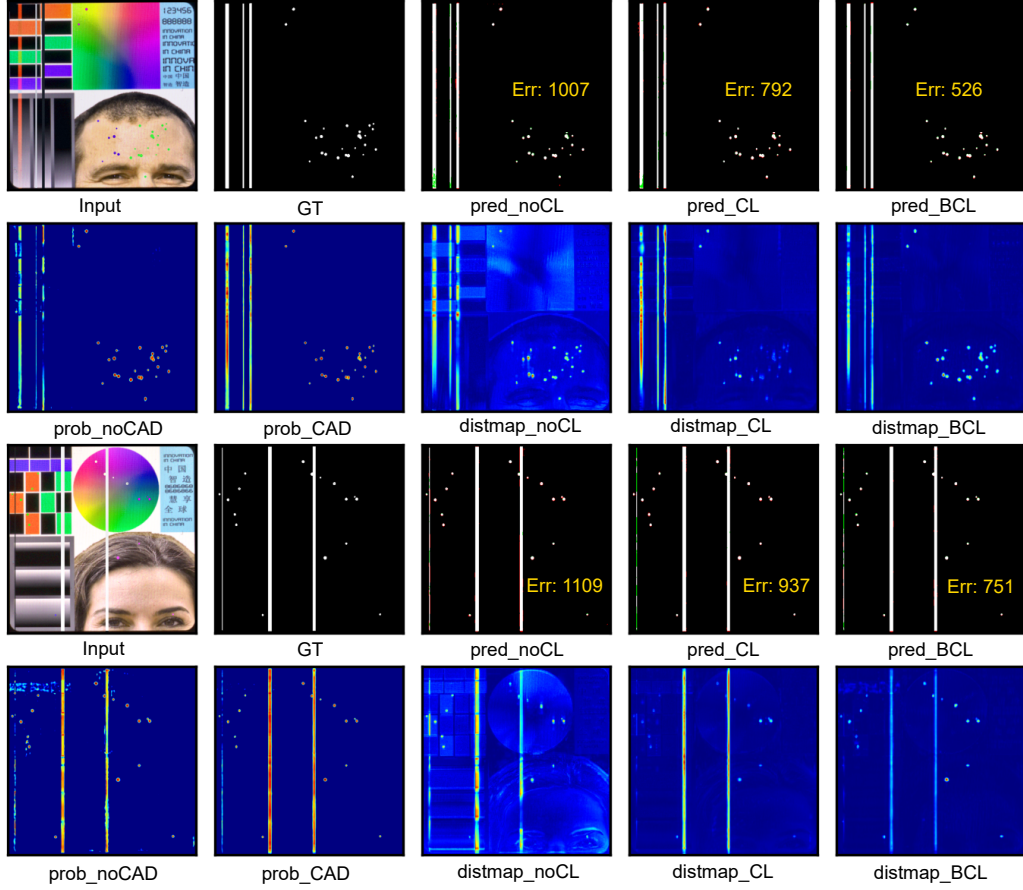 123456
888888
INNOVATION
IN CHINA
INNOVATI
IN CHINA
INNOVA
IN CHIN
中国
智造
Err: 1007
Err: 792
Err: 526
Input
GT
pred_noCL
pred_CL
pred_BCL
prob_noCAD
prob_CAD
distmap_noCL
distmap_CL
distmap_BCL
INNOVATION
IN CHINA
中 国
智 造
慧 享
全 球
INNOVATION
IN CHINA
Err: 1109
Err: 937
Err: 751
Input
GT
pred_noCL
pred_CL
pred_BCL
prob_noCAD
prob_CAD
distmap_noCL
distmap_CL
distmap_BCL